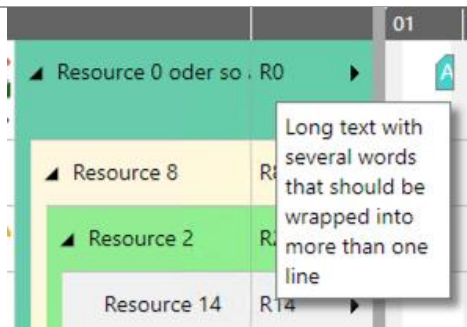 01
Resource 0 oder so R0
A
Long text with
several words
that should be
wrapped into
more than one
line
Resource 8
Resource 2
Resource 14 R14